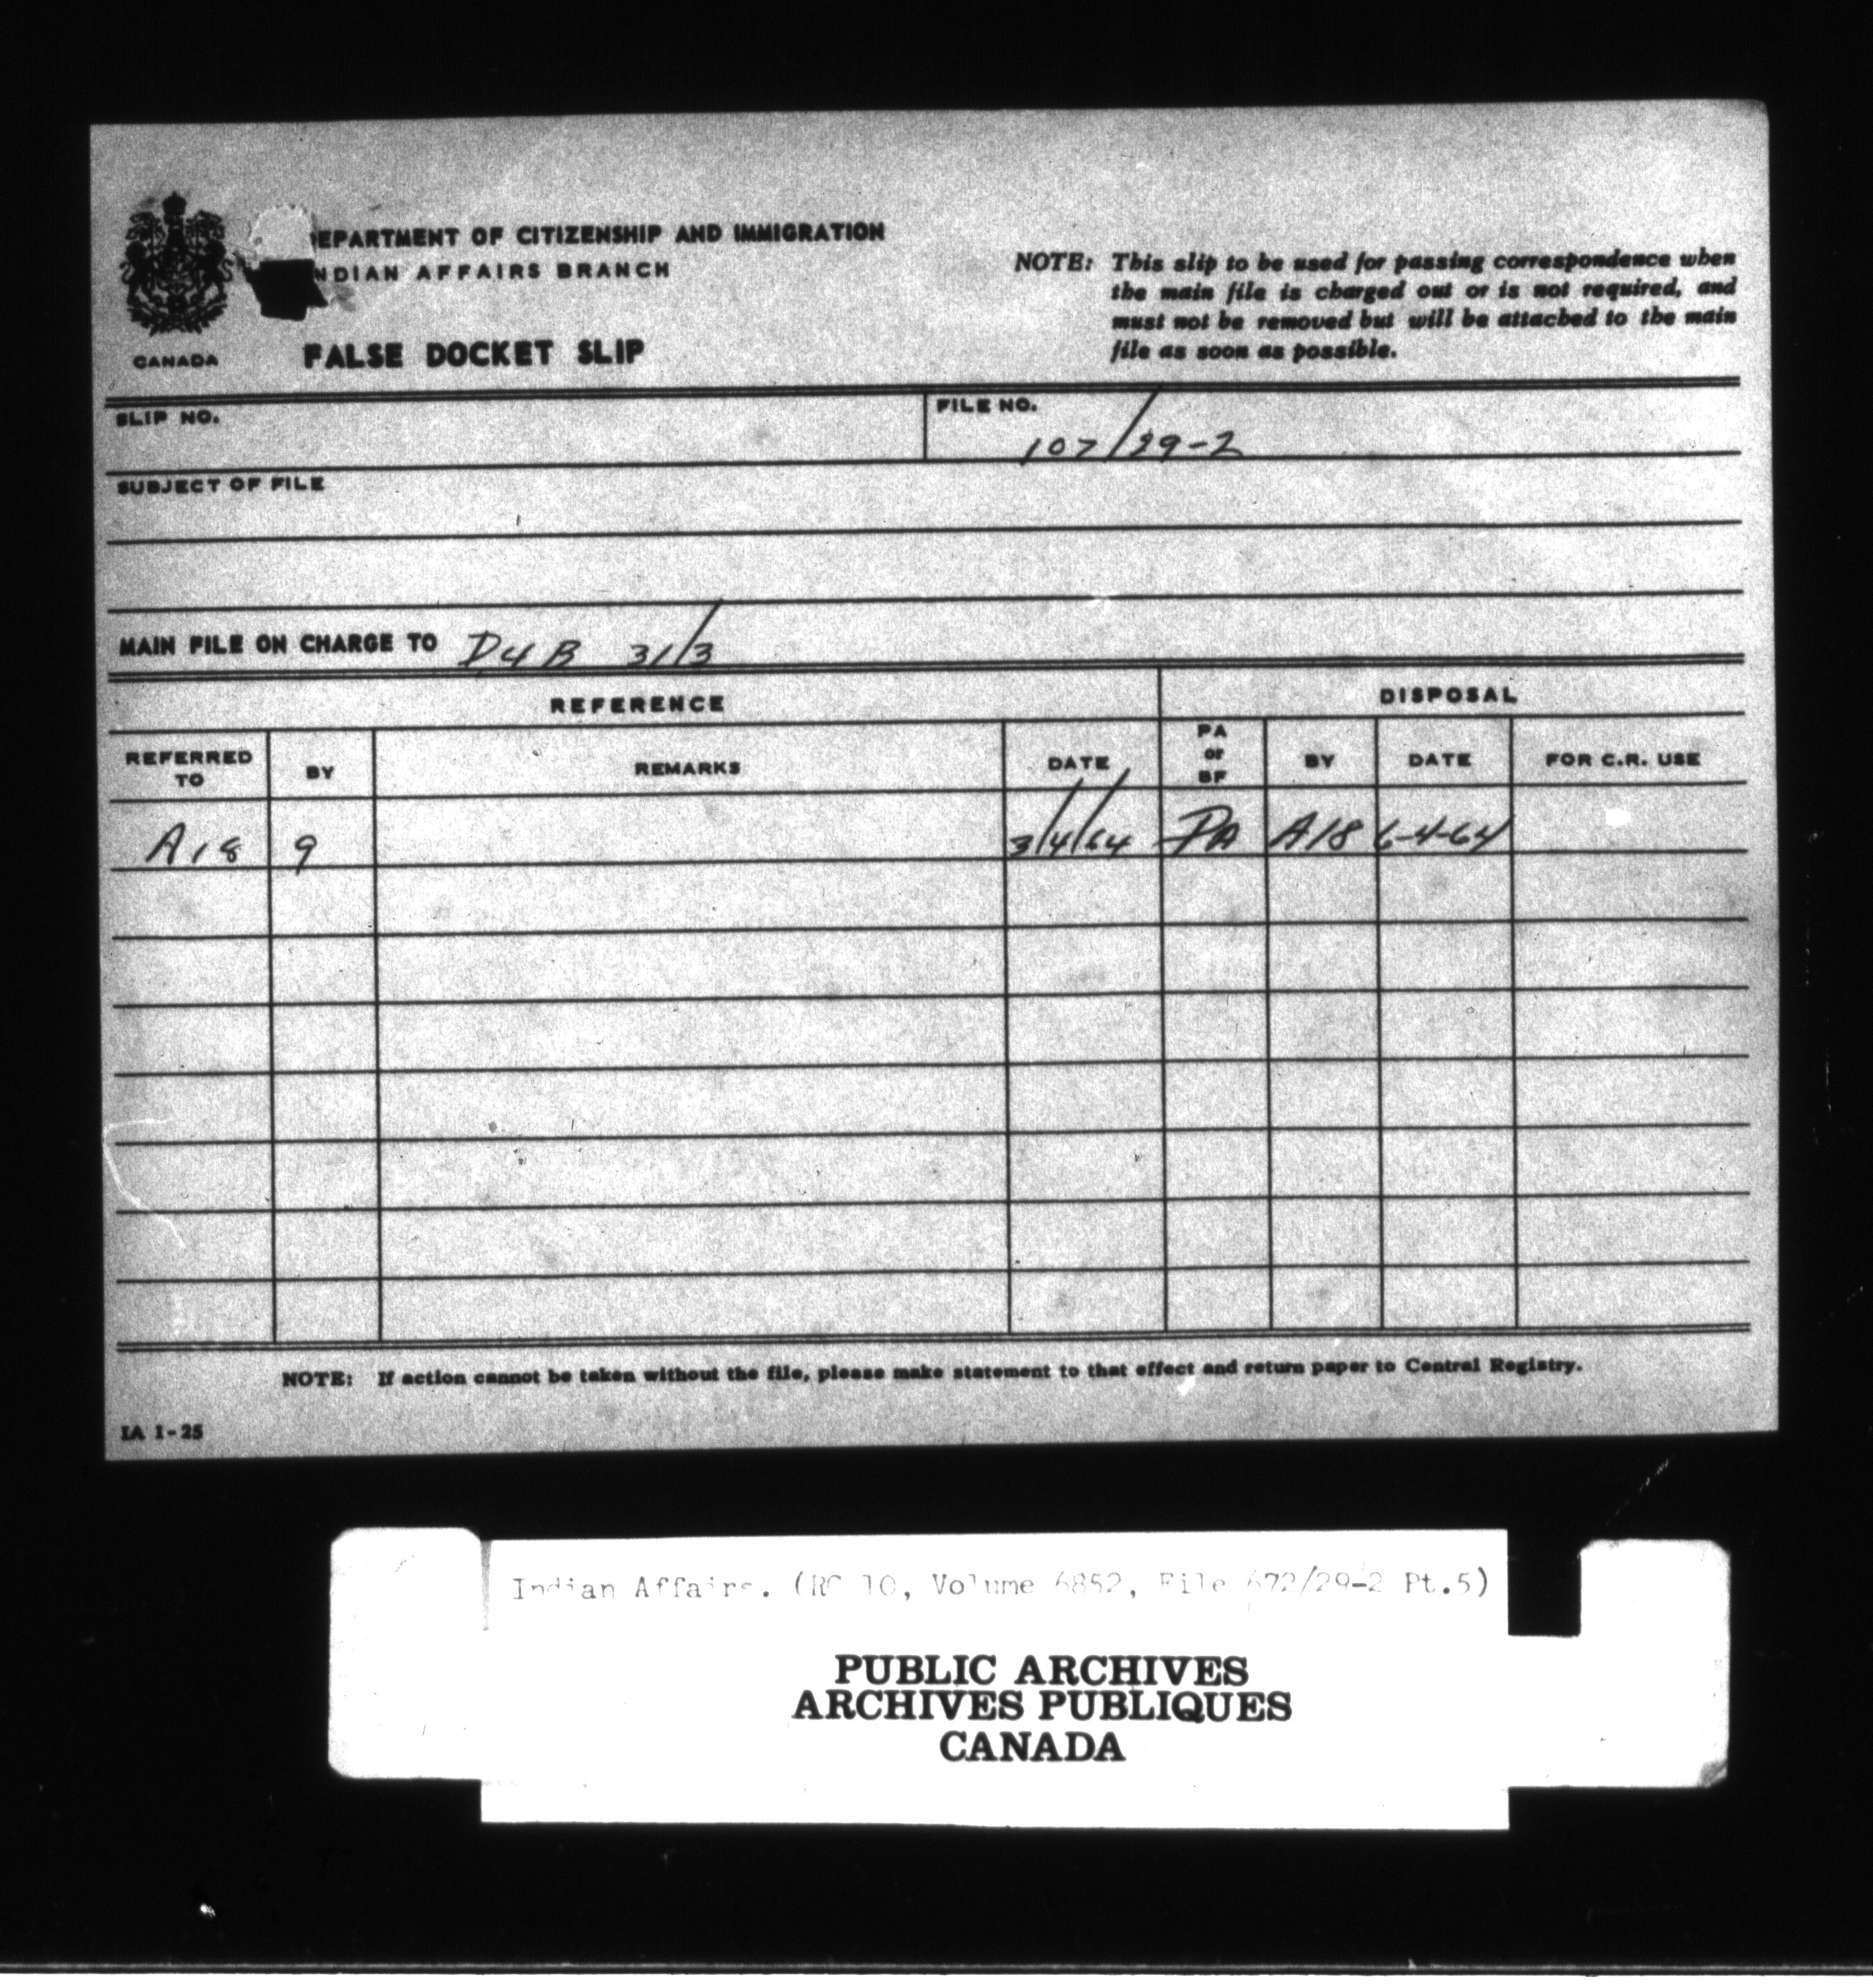 EPARTMENT OF CITIZENSHIP AND IMMIGRATION
NDIAN AFFAIRS BRANCH
CANADA
FALSE DOCKET SLIP
NOTE: This slip to be used for passing correspondence when
the main file is charged out or is not required, and
must not be removed but will be attached to the main
file as soon as possible.
SLIP NO.
FILE NO.
107/29-2
SUBJECT OF FILE
MAIN FILE ON CHARGE TO D4B 31/3
REFERENCE
DISPOSAL
REFERRED TO
BY
REMARKS
DATE
PA or BF
BY
DATE
FOR C.R. USE
A18 9 3/4/64 PA A18 6-4-64
NOTE: If action cannot be taken without the file, please make statement to that effect and return paper to Central Registry.
IA 1-25
Indian Affairs. (RG 10, Volume 6852, File 672/29-2 Pt.5)
PUBLIC ARCHIVES
ARCHIVES PUBLIQUES
CANADA